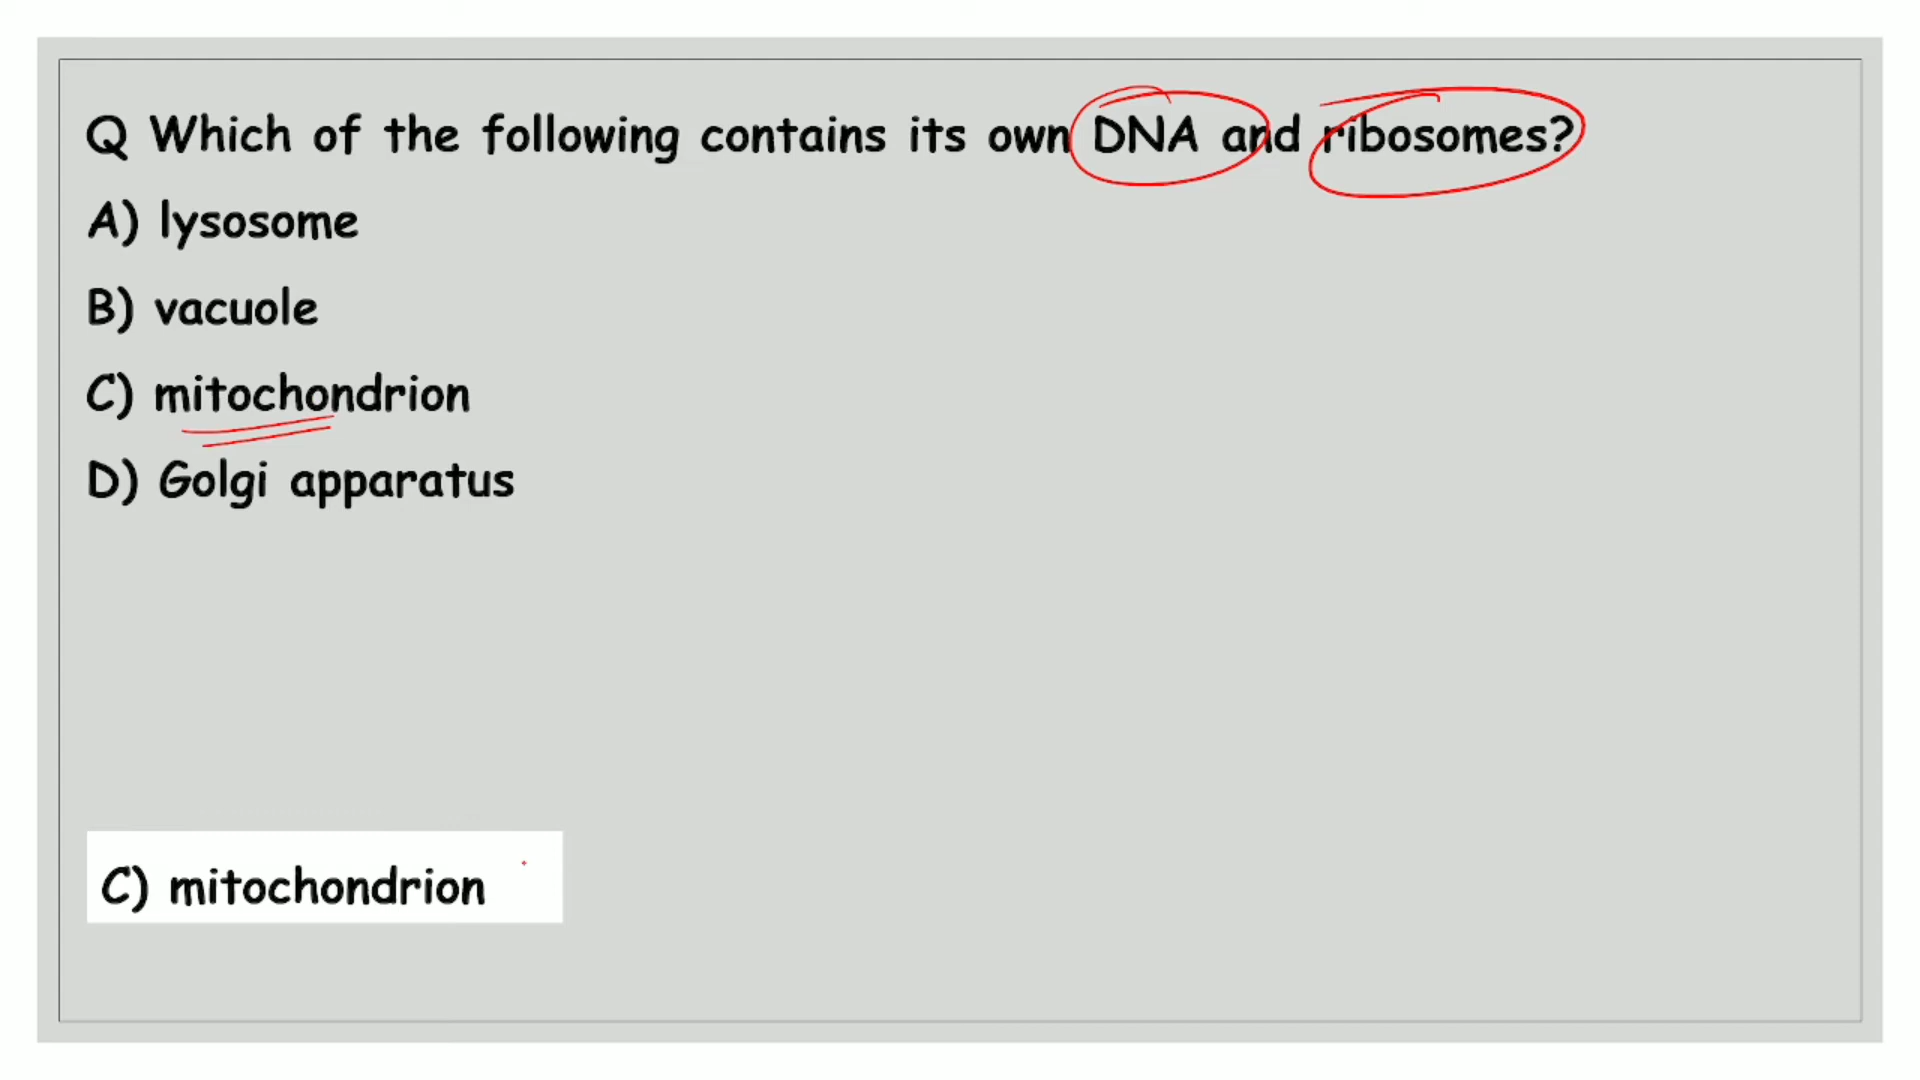 Q Which of the following contains its own DNA and ribosomes?
A) lysosome
B) vacuole
C) mitochondrion
D) Golgi apparatus
C) mitochondrion